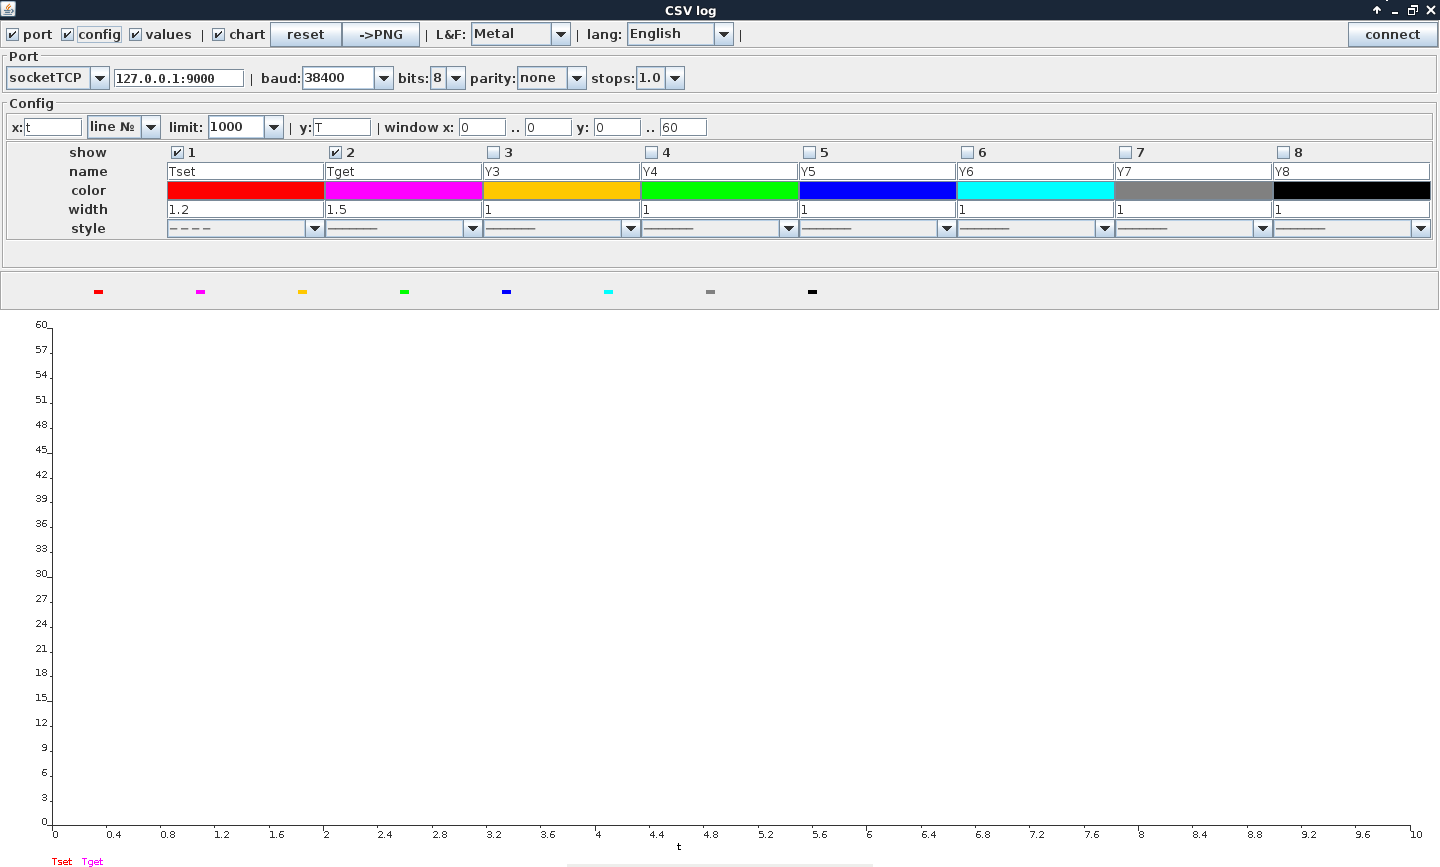 CSV log
port config values | chart reset ->PNG | L&F: Metal | lang: English | connect
Port
socketTCP 127.0.0.1:9000 | baud: 38400 bits: 8 parity: none stops: 1.0
Config
x: t line № limit: 1000 | y: T | window x: 0 .. 0 y: 0 .. 60
show 1 2 3 4 5 6 7 8
name Tset Tget Y3 Y4 Y5 Y6 Y7 Y8
color
width 1.2 1.5 1 1 1 1 1 1
style
60
57
54
51
48
45
42
39
36
33
30
27
24
21
18
15
12
9
6
3
0
0 0.4 0.8 1.2 1.6 2 2.4 2.8 3.2 3.6 4 4.4 4.8 5.2 5.6 6 6.4 6.8 7.2 7.6 8 8.4 8.8 9.2 9.6 10
t
Tset Tget